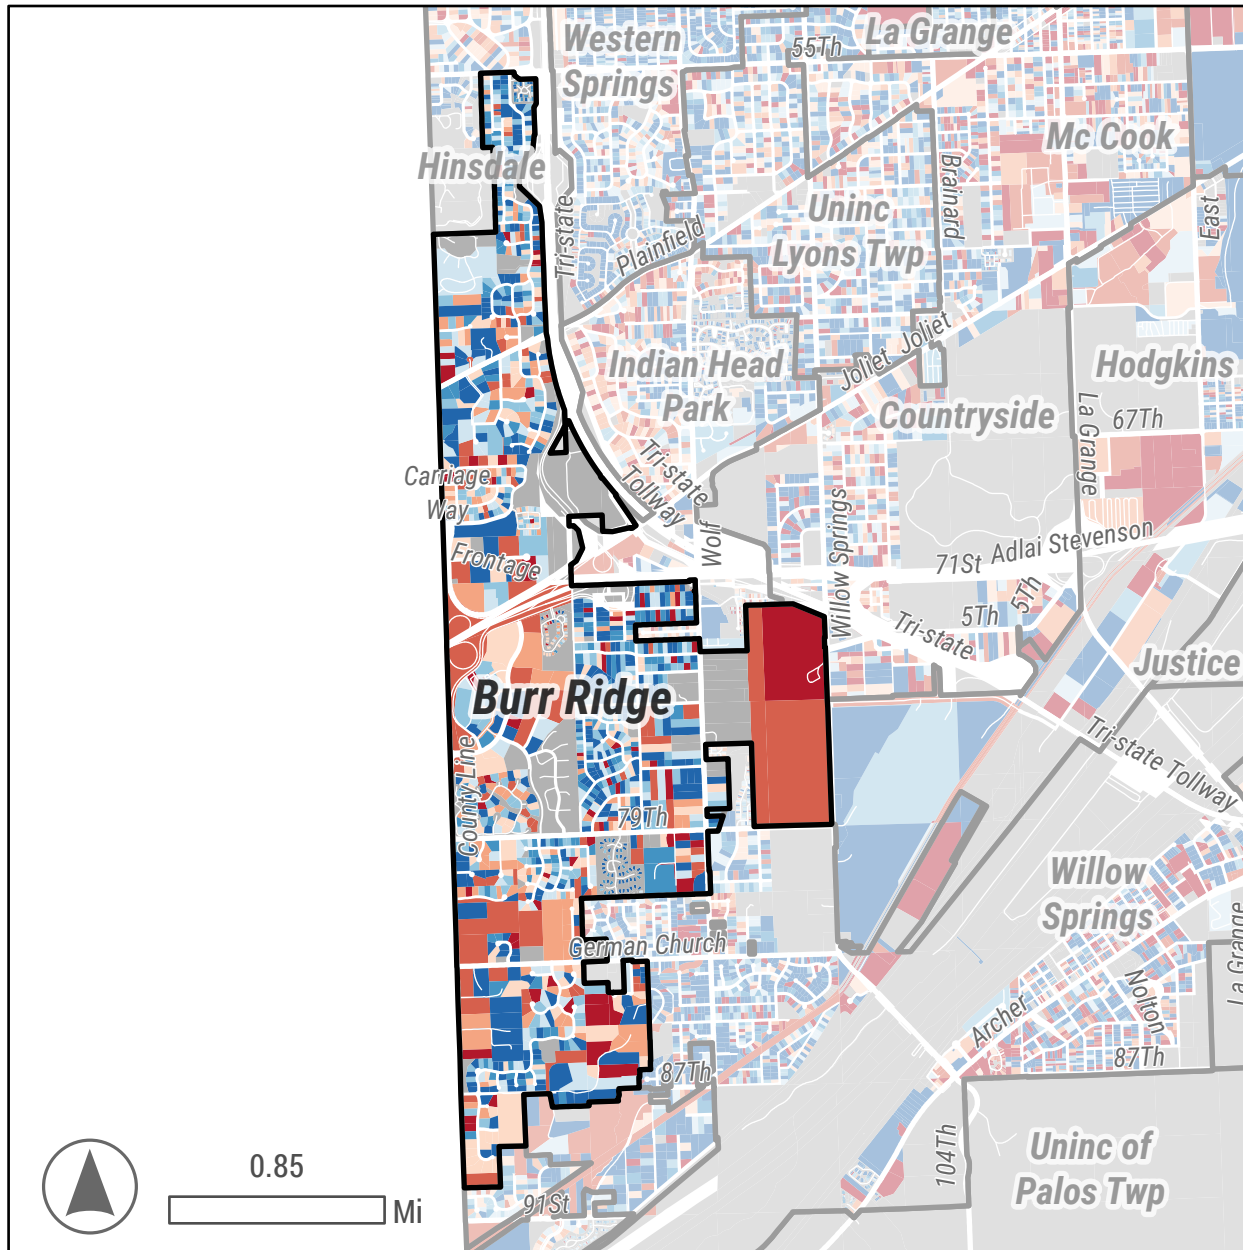 Western
Springs
La Grange
55Th
Mc Cook
Hinsdale
Brainard
East
Uninc
Lyons Twp
Tri-state
Plainfield
Joliet Joliet
Indian Head
Park
Hodgkins
Countryside
La Grange
67Th
Carriage
Way
Tri-state
Tollway
Wolf
Willow Springs
Frontage
71St Adlai Stevenson
5Th
5Th
Tri-state
Justice
Burr Ridge
County Line
79Th
Tri-state Tollway
Willow
Springs
La Grange
German Church
Nolton
Archer
87Th
87Th
104Th
Uninc of
Palos Twp
91St
0.85
Mi